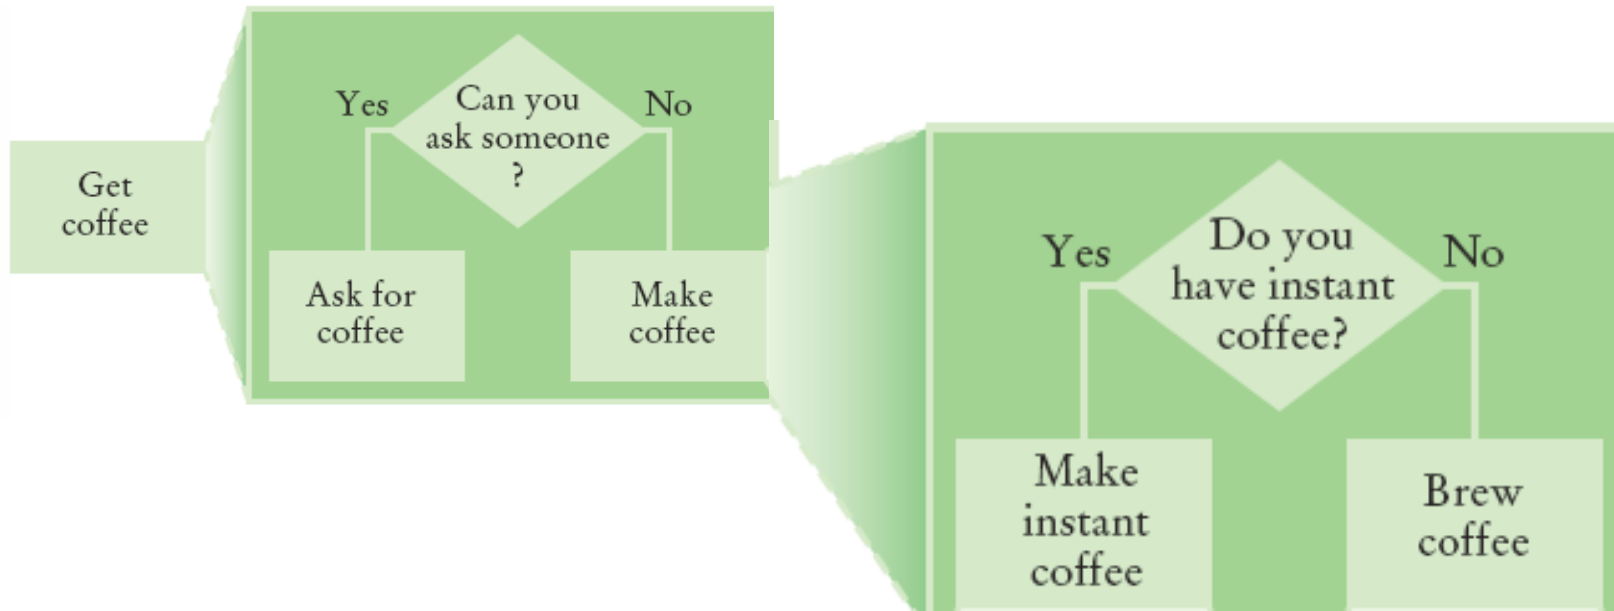 Get
coffee
Yes
Can you
ask someone
?
No
Ask for
coffee
Make
coffee
Yes
Do you
have instant
coffee?
No
Make
instant
coffee
Brew
coffee